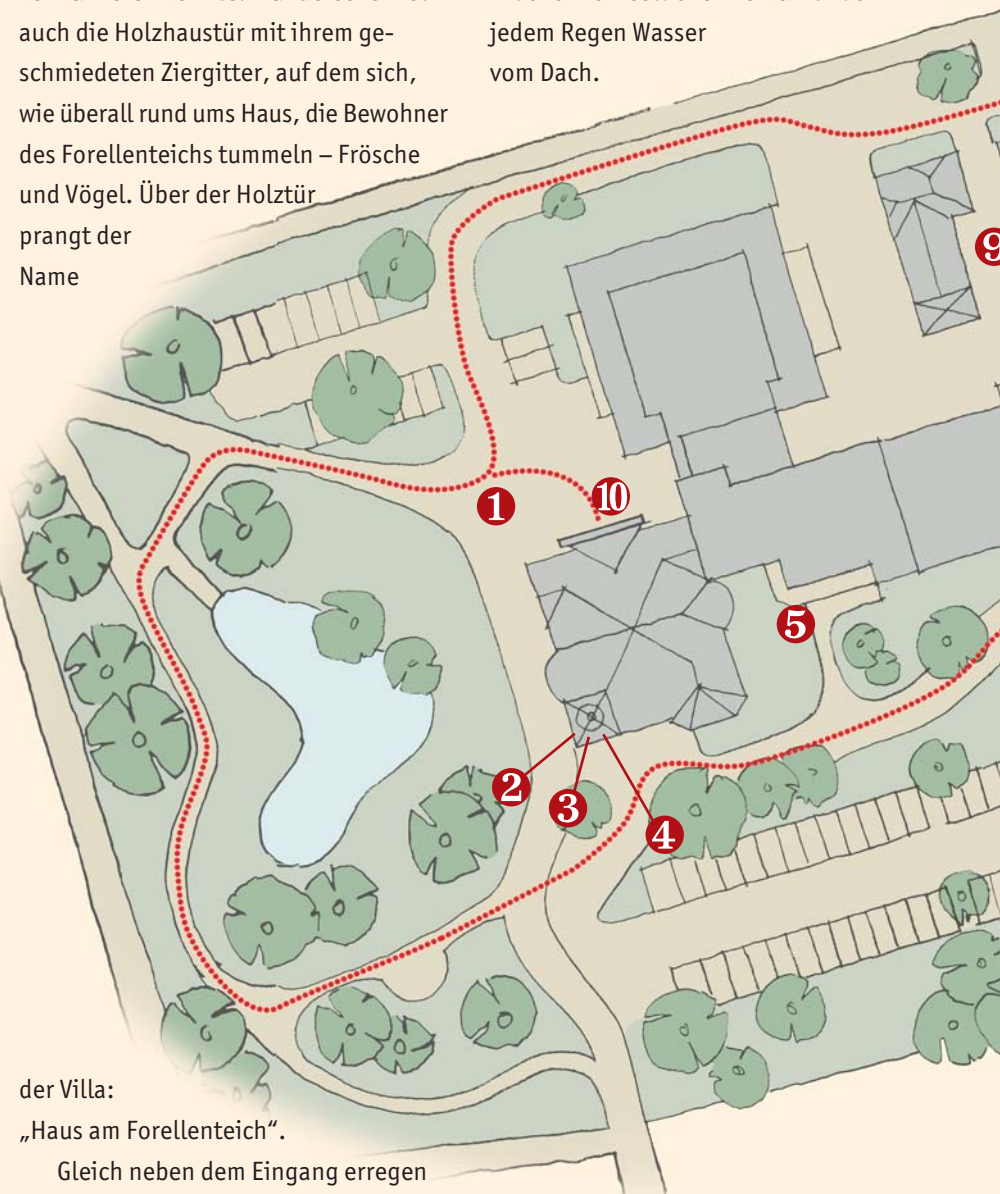 auch die Holzhaustür mit ihrem ge-
schmiedeten Ziergitter, auf dem sich,
wie überall rund ums Haus, die Bewohner
des Forellenteichs tummeln – Frösche
und Vögel. Über der Holztür
prangt der
Name
der Villa:
„Haus am Forellenteich“.
Gleich neben dem Eingang erregen
jedem Regen Wasser
vom Dach.
9
1
10
5
2
3
4